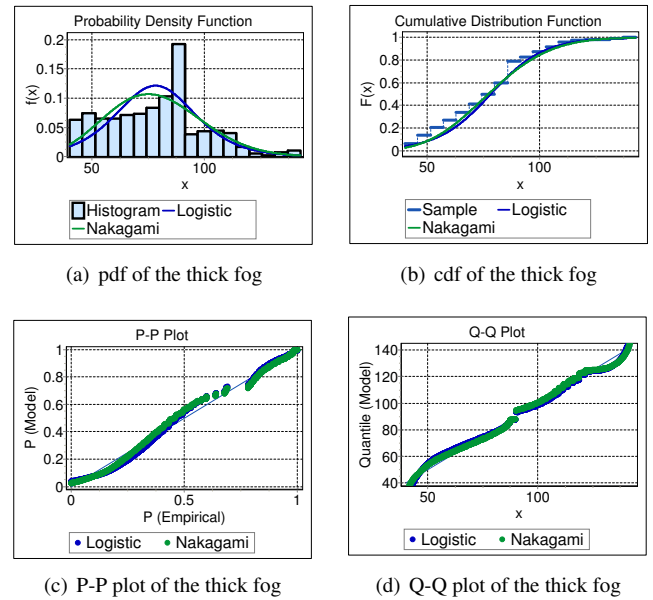 Probability Density Function
0.2
0.15
0.1
0.05
0
f(x)
50
100
x
Histogram
Logistic
Nakagami
(a) pdf of the thick fog
Cumulative Distribution Function
1
0.8
0.6
0.4
0.2
0
F(x)
50
100
x
Sample
Logistic
Nakagami
(b) cdf of the thick fog
P-P Plot
1
0.8
0.6
0.4
0.2
0
P (Model)
0
0.5
1
P (Empirical)
Logistic
Nakagami
(c) P-P plot of the thick fog
Q-Q Plot
140
120
100
80
60
40
Quantile (Model)
50
100
x
Logistic
Nakagami
(d) Q-Q plot of the thick fog